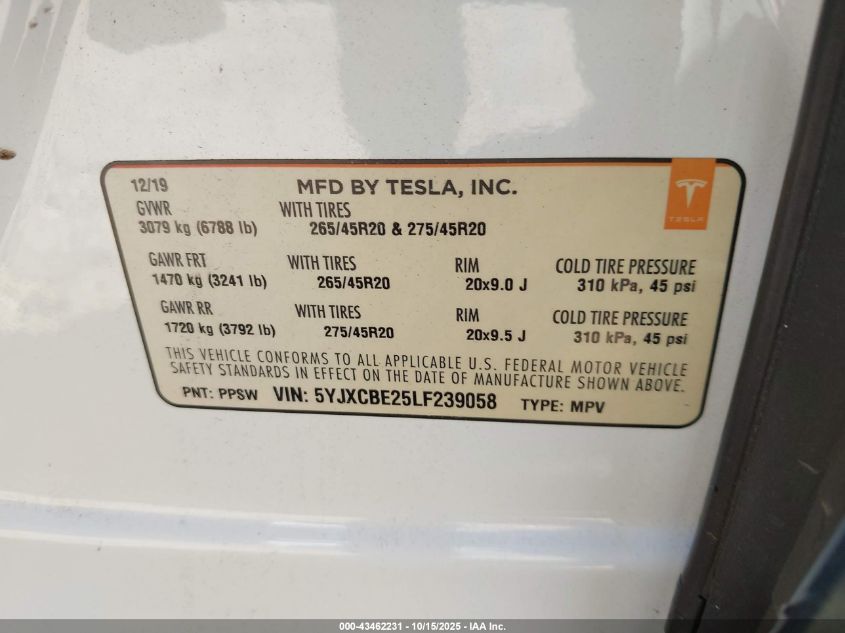 12/19 MFD BY TESLA, INC.
TESLA
GVWR WITH TIRES
3079 kg (6788 lb) 265/45R20 & 275/45R20
GAWR FRT WITH TIRES RIM COLD TIRE PRESSURE
1470 kg (3241 lb) 265/45R20 20x9.0 J 310 kPa, 45 psi
GAWR RR WITH TIRES RIM COLD TIRE PRESSURE
1720 kg (3792 lb) 275/45R20 20x9.5 J 310 kPa, 45 psi
THIS VEHICLE CONFORMS TO ALL APPLICABLE U.S. FEDERAL MOTOR VEHICLE
SAFETY STANDARDS IN EFFECT ON THE DATE OF MANUFACTURE SHOWN ABOVE.
PNT: PPSW VIN: 5YJXCBE25LF239058 TYPE: MPV
000-43462231 - 10/15/2025 - IAA Inc.